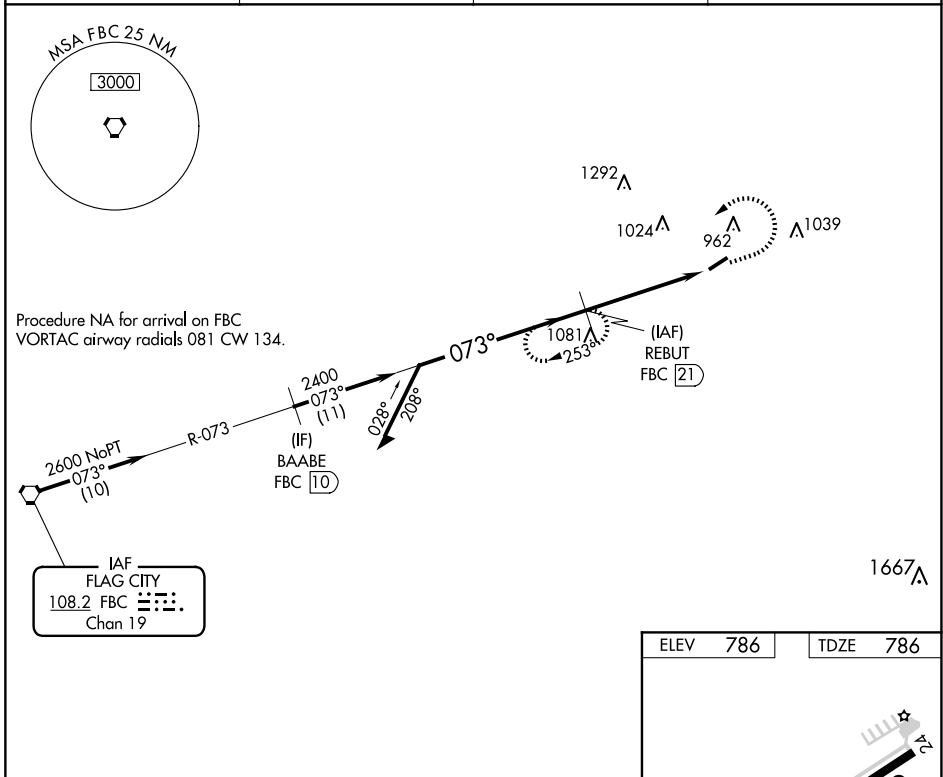 MSA FBC 25 NM
3000
1292
1024
962
1039
Procedure NA for arrival on FBC
VORTAC airway radials 081 CW 134.
1081
253°
(IAF)
REBUT
FBC 21
073°
2400
073°
(11)
028°
208°
R-073
(IF)
BAABE
FBC 10
2600 NoPT
073°
(10)
IAF
FLAG CITY
108.2 FBC
Chan 19
1667
ELEV 786
TDZE 786
24